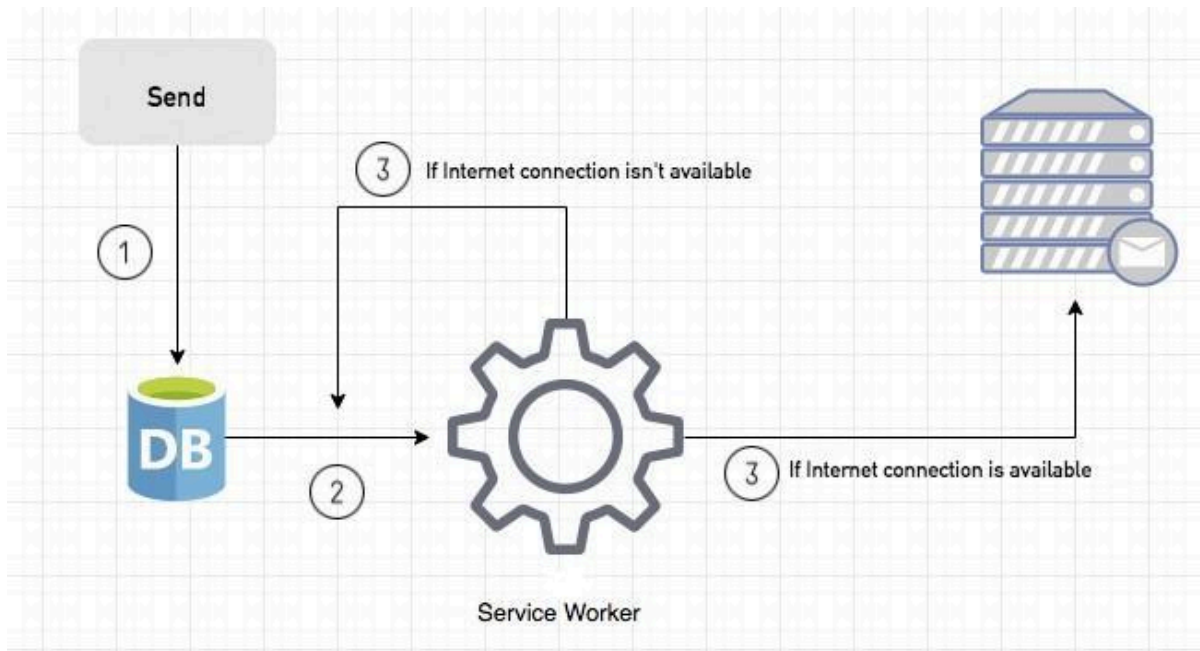 Send
3
If Internet connection isn't available
1
DB
2
3
If Internet connection is available
Service Worker